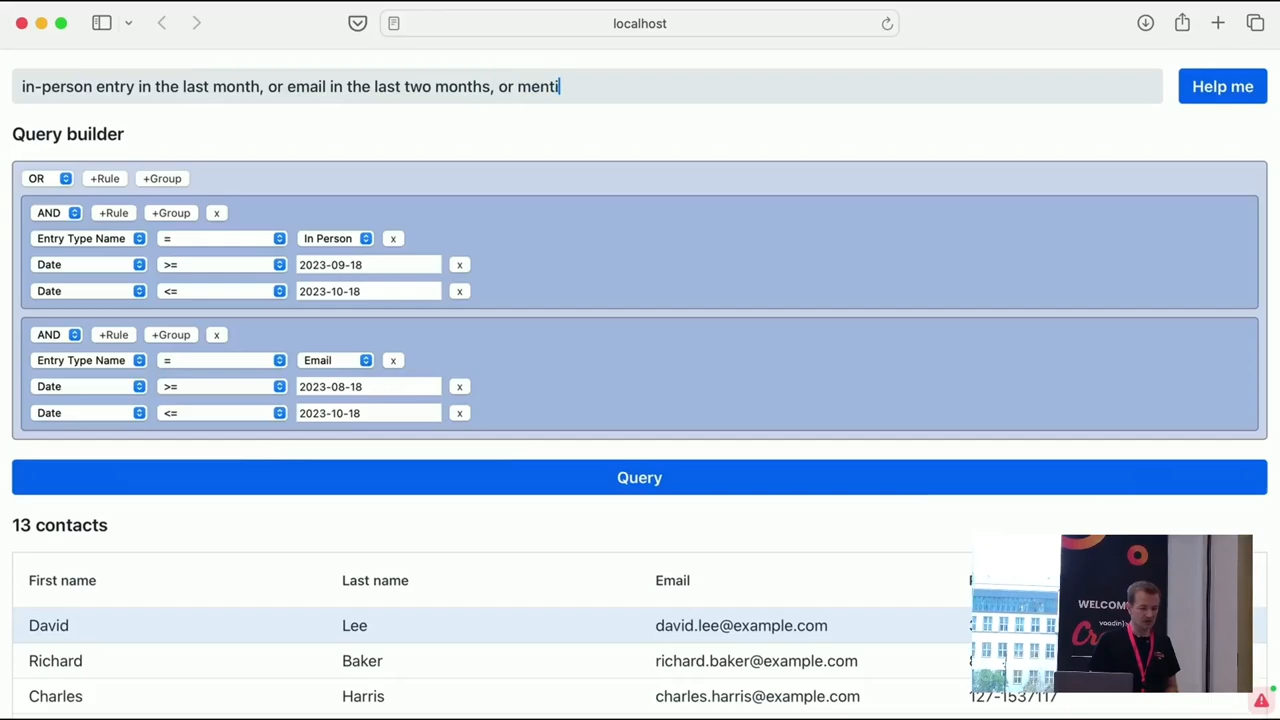 localhost
in-person entry in the last month, or email in the last two months, or menti
Help me
Query builder
OR +Rule +Group
AND +Rule +Group x
Entry Type Name = In Person x
Date >= 2023-09-18 x
Date <= 2023-10-18 x
AND +Rule +Group x
Entry Type Name = Email x
Date >= 2023-08-18 x
Date <= 2023-10-18 x
Query
13 contacts
First name Last name Email
David Lee david.lee@example.com
Richard Baker richard.baker@example.com
Charles Harris charles.harris@example.com 127-1537117
WELCOME
vaadin}>